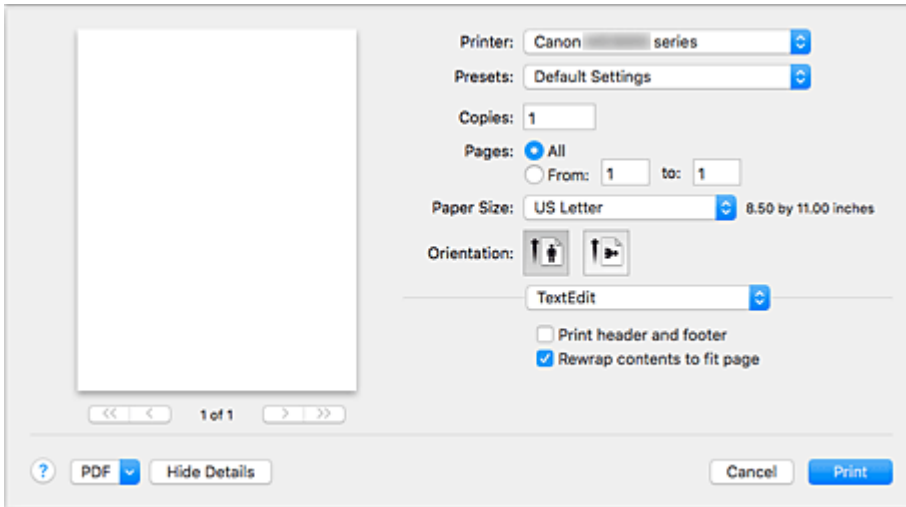 Printer: Canon series
Presets: Default Settings
Copies: 1
Pages: All
From: 1 to: 1
Paper Size: US Letter 8.50 by 11.00 inches
Orientation:
TextEdit
Print header and footer
Rewrap contents to fit page
<< < 1 of 1 > >>
? PDF Hide Details Cancel Print